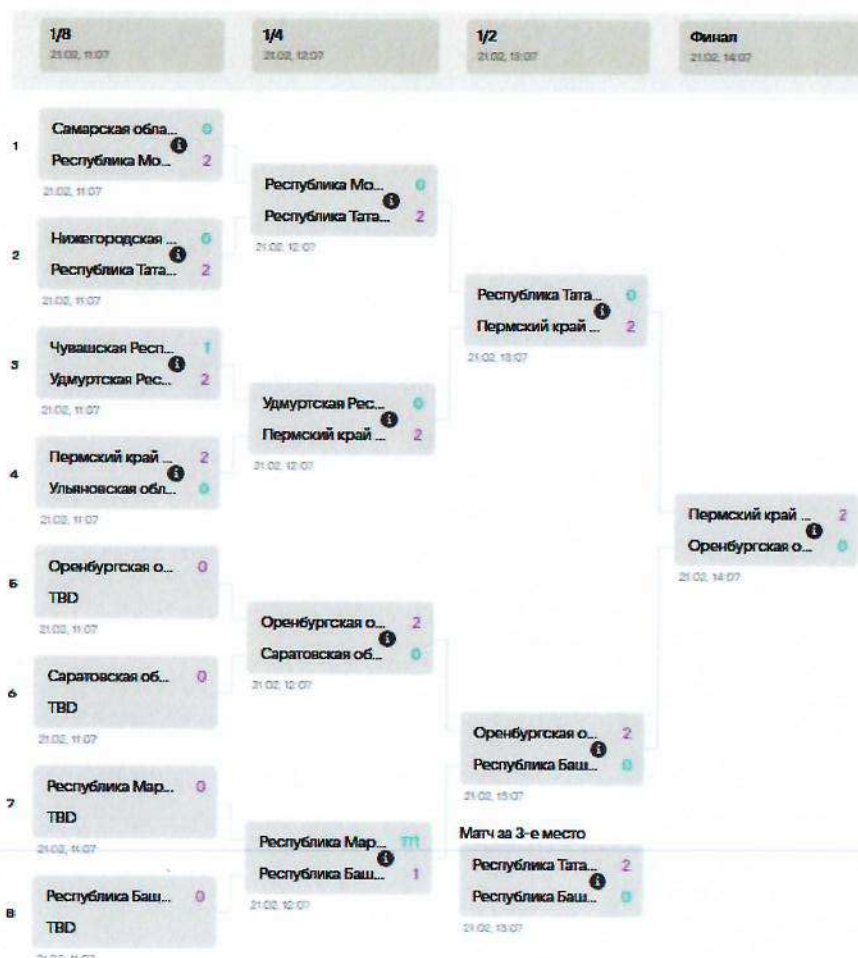 1/8
21.02, 11:07
1/4
21.02, 12:07
1/2
21.02, 13:07
Финал
21.02, 14:07
1
Самарская обла... 0
Республика Мо... 2
21.02, 11:07
2
Нижегородская ... 0
Республика Тата... 2
21.02, 11:07
3
Чувашская Респ... 1
Удмуртская Рес... 2
21.02, 11:07
4
Пермский край ... 2
Ульяновская обл... 0
21.02, 11:07
5
Оренбургская о... 0
TBD
21.02, 11:07
6
Саратовская об... 0
TBD
21.02, 11:07
7
Республика Мар... 0
TBD
21.02, 11:07
8
Республика Баш... 0
TBD
21.02, 11:07
Республика Мо... 0
Республика Тата... 2
21.02, 12:07
Удмуртская Рес... 0
Пермский край ... 2
21.02, 12:07
Оренбургская о... 2
Саратовская об... 0
21.02, 12:07
Республика Мар... ТП
Республика Баш... 1
21.02, 12:07
Республика Тата... 0
Пермский край ... 2
21.02, 13:07
Оренбургская о... 2
Республика Баш... 0
21.02, 13:07
Матч за 3-е место
Республика Тата... 2
Республика Баш... 0
21.02, 13:07
Пермский край ... 2
Оренбургская о... 0
21.02, 14:07